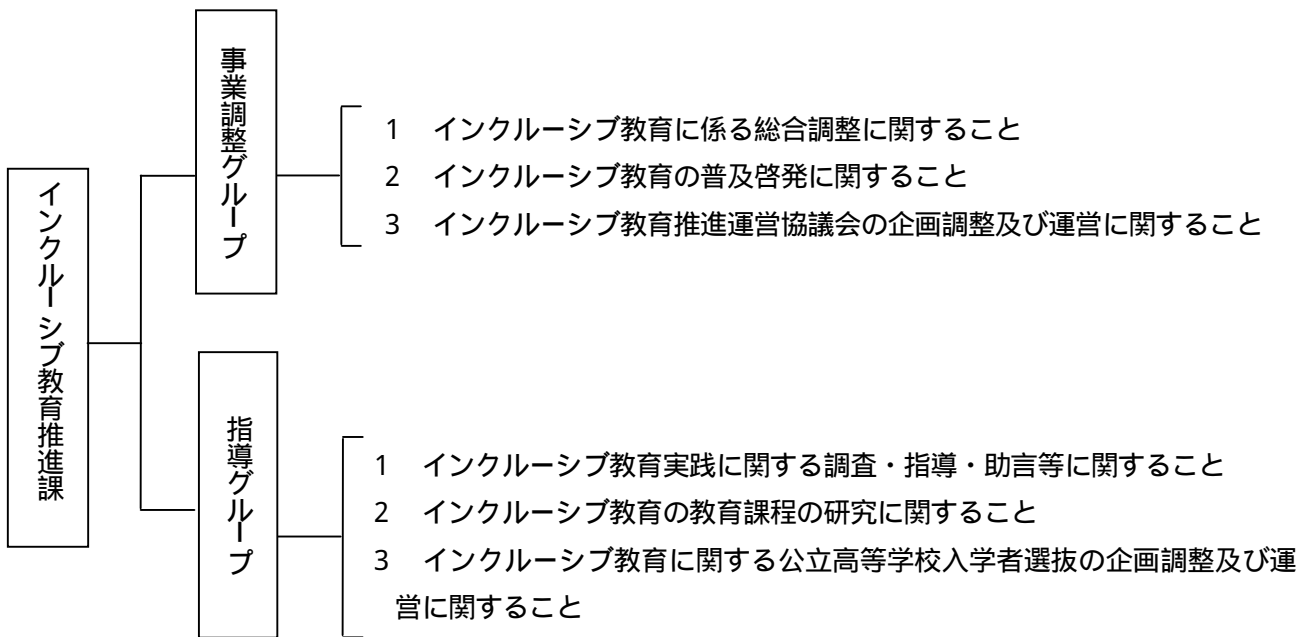 インクルーシブ教育推進課
事業調整グループ
1 インクルーシブ教育に係る総合調整に関すること
2 インクルーシブ教育の普及啓発に関すること
3 インクルーシブ教育推進運営協議会の企画調整及び運営に関すること
指導グループ
1 インクルーシブ教育実践に関する調査・指導・助言等に関すること
2 インクルーシブ教育の教育課程の研究に関すること
3 インクルーシブ教育に関する公立高等学校入学者選抜の企画調整及び運
営に関すること